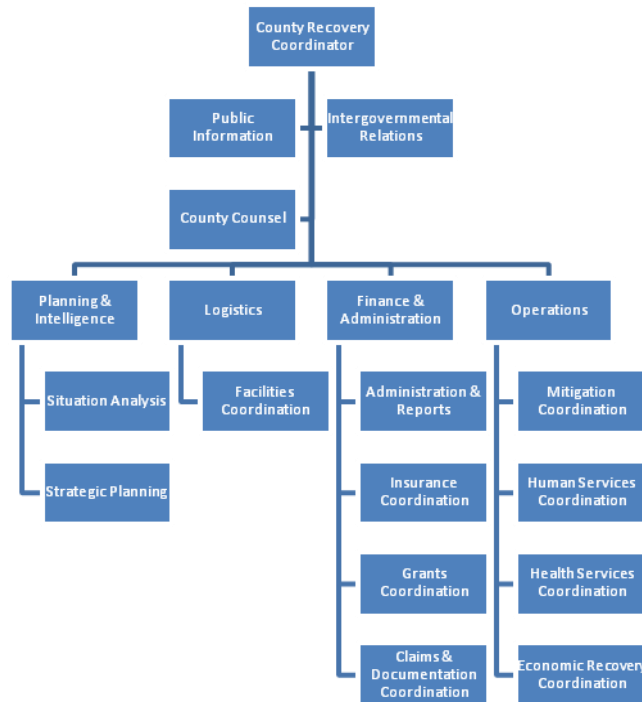 County Recovery
Coordinator
Public
Information
Intergovernmental
Relations
County Counsel
Planning &
Intelligence
Logistics
Finance &
Administration
Operations
Situation Analysis
Strategic Planning
Facilities
Coordination
Administration &
Reports
Insurance
Coordination
Grants
Coordination
Claims &
Documentation
Coordination
Mitigation
Coordination
Human Services
Coordination
Health Services
Coordination
Economic Recovery
Coordination